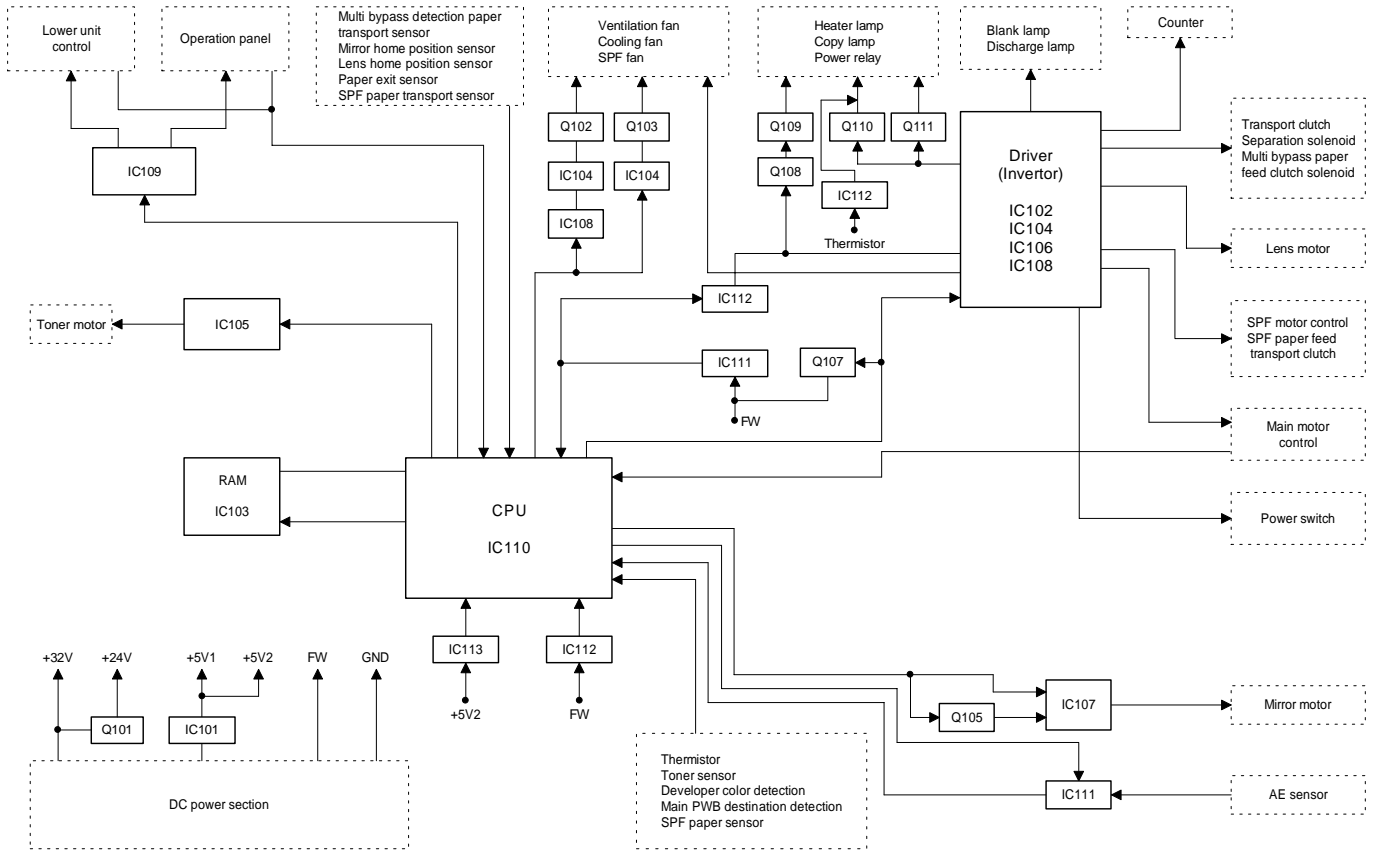 Lower unit
control
Operation panel
Multi bypass detection paper
transport sensor
Mirror home position sensor
Lens home position sensor
Paper exit sensor
SPF paper transport sensor
Ventilation fan
Cooling fan
SPF fan
Heater lamp
Copy lamp
Power relay
Blank lamp
Discharge lamp
Counter
Q102
Q103
Q109
Q110
Q111
IC109
IC104
IC104
Q108
IC112
IC108
Thermistor
Driver
(Invertor)
IC102
IC104
IC106
IC108
Transport clutch
Separation solenoid
Multi bypass paper
feed clutch solenoid
Lens motor
Toner motor
IC105
IC112
IC111
Q107
FW
SPF motor control
SPF paper feed
transport clutch
Main motor
control
RAM
IC103
CPU
IC110
Power switch
IC113
IC112
+5V2
FW
+32V
+24V
+5V1
+5V2
FW
GND
Q101
IC101
DC power section
Thermistor
Toner sensor
Developer color detection
Main PWB destination detection
SPF paper sensor
Q105
IC107
Mirror motor
IC111
AE sensor